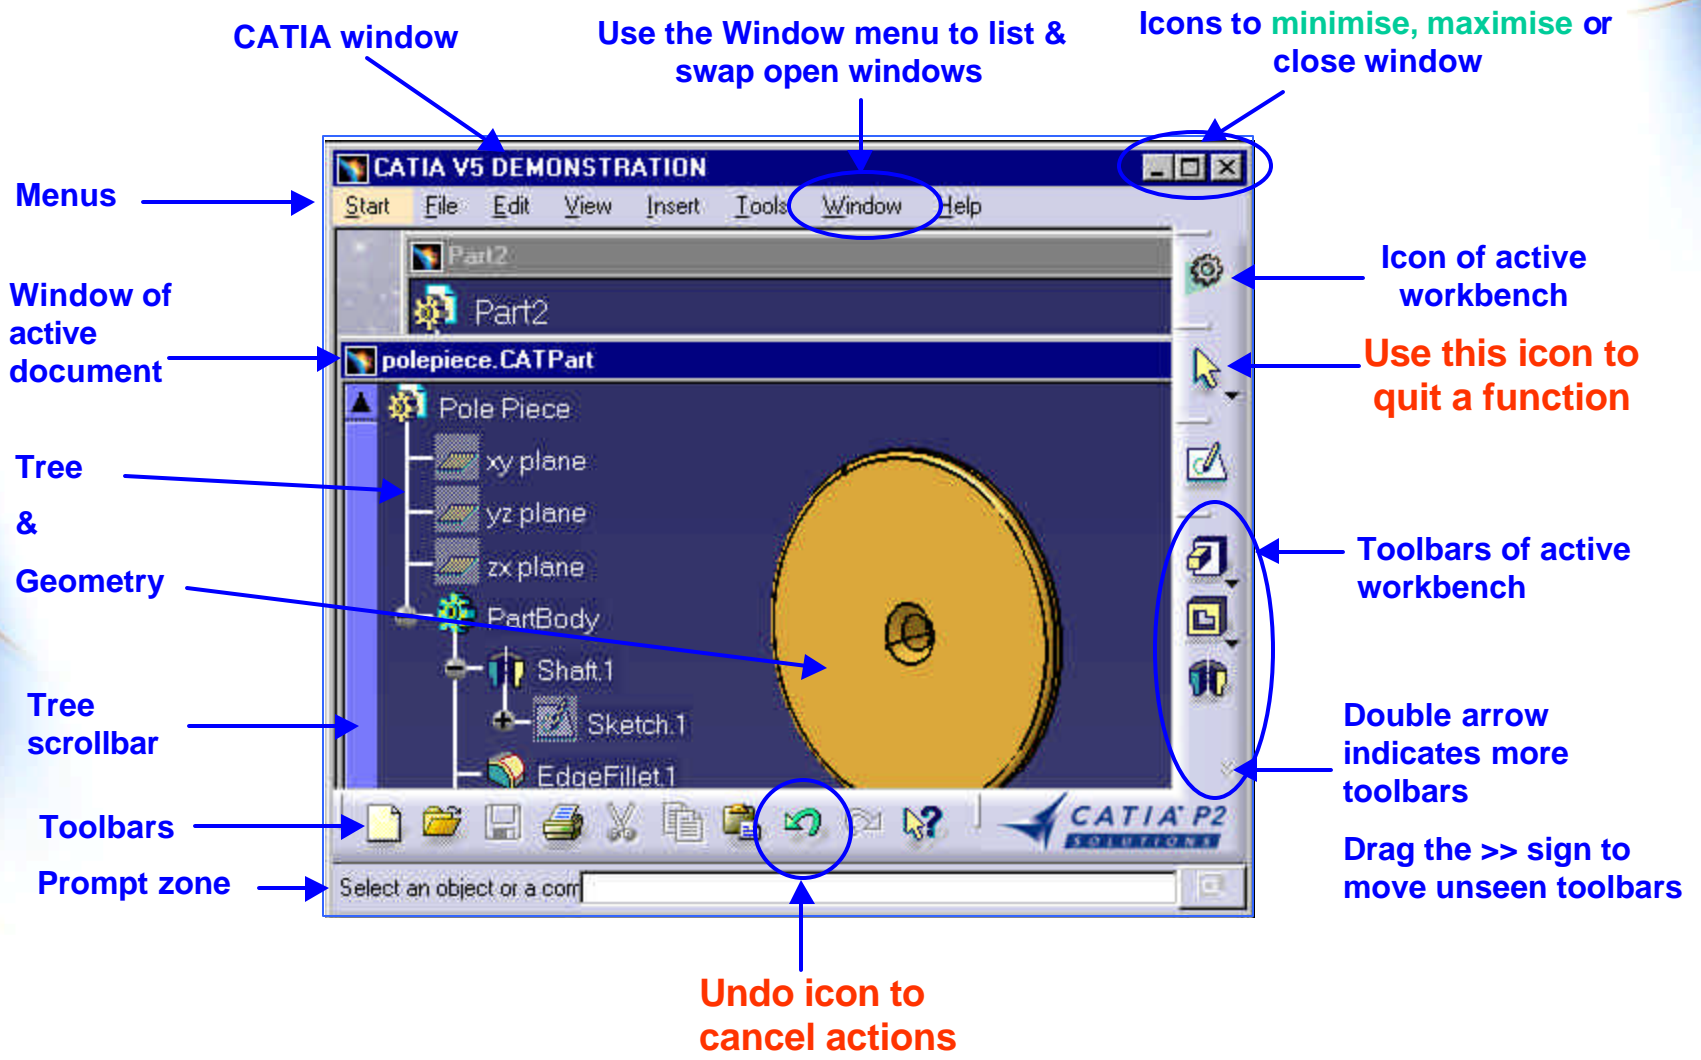 CATIA window
Use the Window menu to list &
swap open windows
Icons to minimise, maximise or
close window
CATIA V5 DEMONSTRATION
Menus
Start File Edit View Insert Tools Window Help
Part2
Part2
Icon of active
workbench
Window of
active
document
polepiece.CATPart
Use this icon to
quit a function
Pole Piece
Tree
&
Geometry
xy plane
yz plane
zx plane
PartBody
Shaft.1
Sketch.1
EdgeFillet.1
Toolbars of active
workbench
Tree
scrollbar
Double arrow
indicates more
toolbars
Drag the >> sign to
move unseen toolbars
Toolbars
CATIA P2
SOLUTIONS
Prompt zone
Select an object or a com
Undo icon to
cancel actions